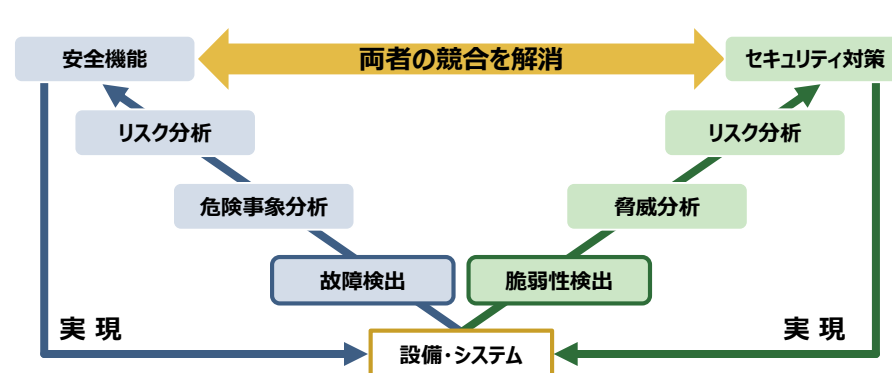 安全機能
両者の競合を解消
セキュリティ対策
リスク分析
リスク分析
危険事象分析
脅威分析
故障検出
脆弱性検出
実 現
実 現
設備・システム